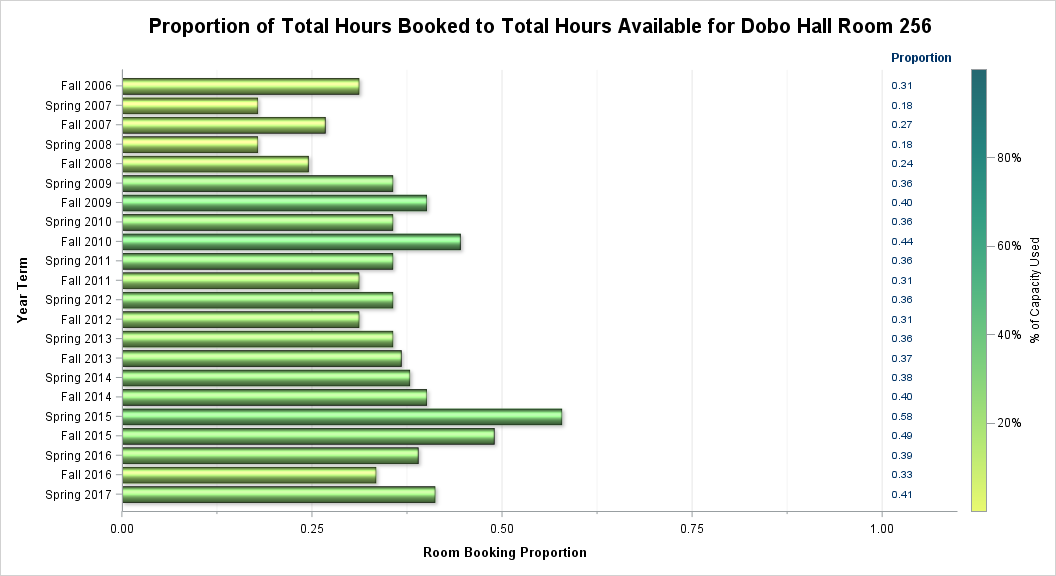 Proportion of Total Hours Booked to Total Hours Available for Dobo Hall Room 256
Proportion
Fall 2006 0.31
Spring 2007 0.18
Fall 2007 0.27
Spring 2008 0.18
Fall 2008 0.24
Spring 2009 0.36
Fall 2009 0.40
Spring 2010 0.36
Fall 2010 0.44
Spring 2011 0.36
Fall 2011 0.31
Spring 2012 0.36
Fall 2012 0.31
Spring 2013 0.36
Fall 2013 0.37
Spring 2014 0.38
Fall 2014 0.40
Spring 2015 0.58
Fall 2015 0.49
Spring 2016 0.39
Fall 2016 0.33
Spring 2017 0.41
Year Term
0.00 0.25 0.50 0.75 1.00
Room Booking Proportion
80%
60%
40%
20%
% of Capacity Used